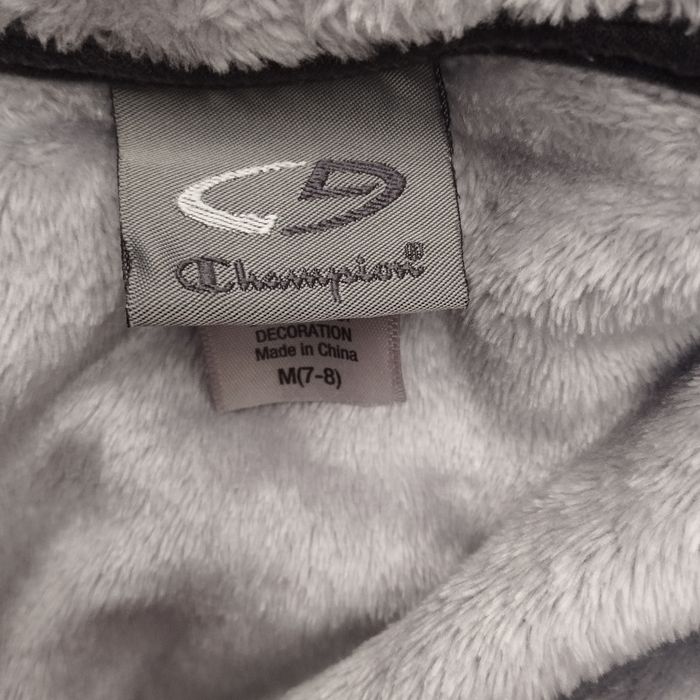 Champion®
DECORATION
Made in China
M(7-8)